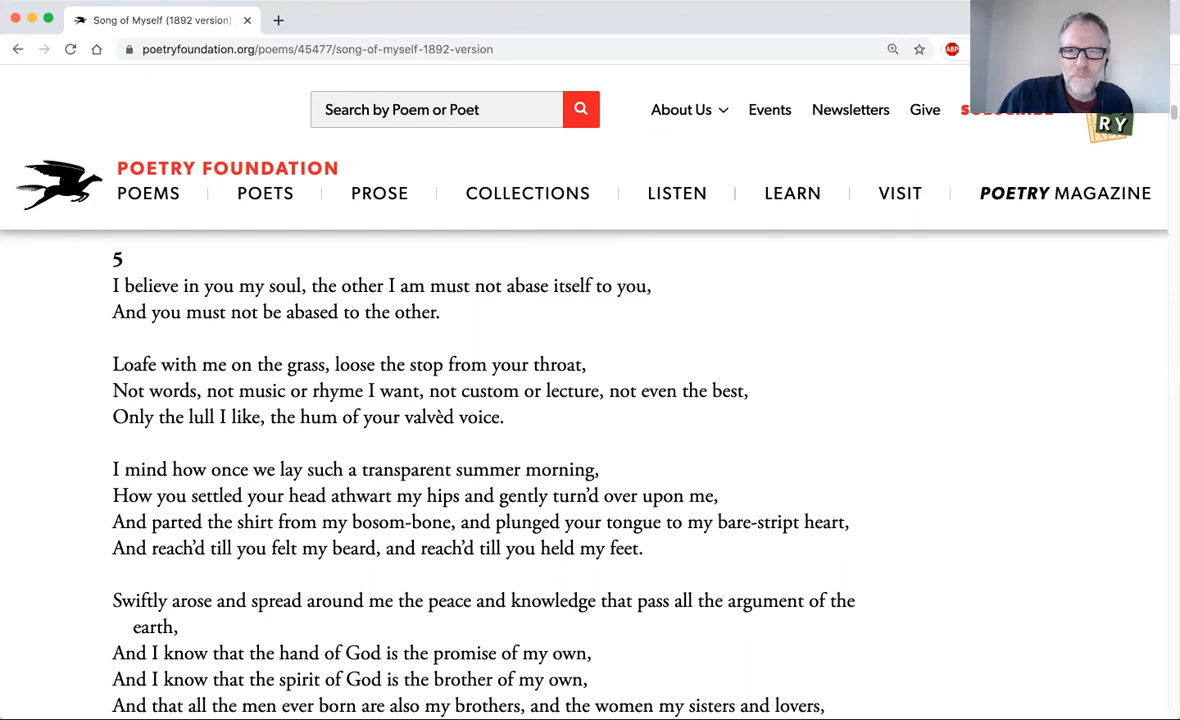 Song of Myself (1892 version)
poetryfoundation.org/poems/45477/song-of-myself-1892-version
ABP
Search by Poem or Poet
About Us
Events
Newsletters
Give
SUBSCRIBE
RY
POETRY FOUNDATION
POEMS
POETS
PROSE
COLLECTIONS
LISTEN
LEARN
VISIT
POETRY MAGAZINE
5
I believe in you my soul, the other I am must not abase itself to you,
And you must not be abased to the other.
Loafe with me on the grass, loose the stop from your throat,
Not words, not music or rhyme I want, not custom or lecture, not even the best,
Only the lull I like, the hum of your valvèd voice.
I mind how once we lay such a transparent summer morning,
How you settled your head athwart my hips and gently turn’d over upon me,
And parted the shirt from my bosom-bone, and plunged your tongue to my bare-stript heart,
And reach’d till you felt my beard, and reach’d till you held my feet.
Swiftly arose and spread around me the peace and knowledge that pass all the argument of the
earth,
And I know that the hand of God is the promise of my own,
And I know that the spirit of God is the brother of my own,
And that all the men ever born are also my brothers, and the women my sisters and lovers,